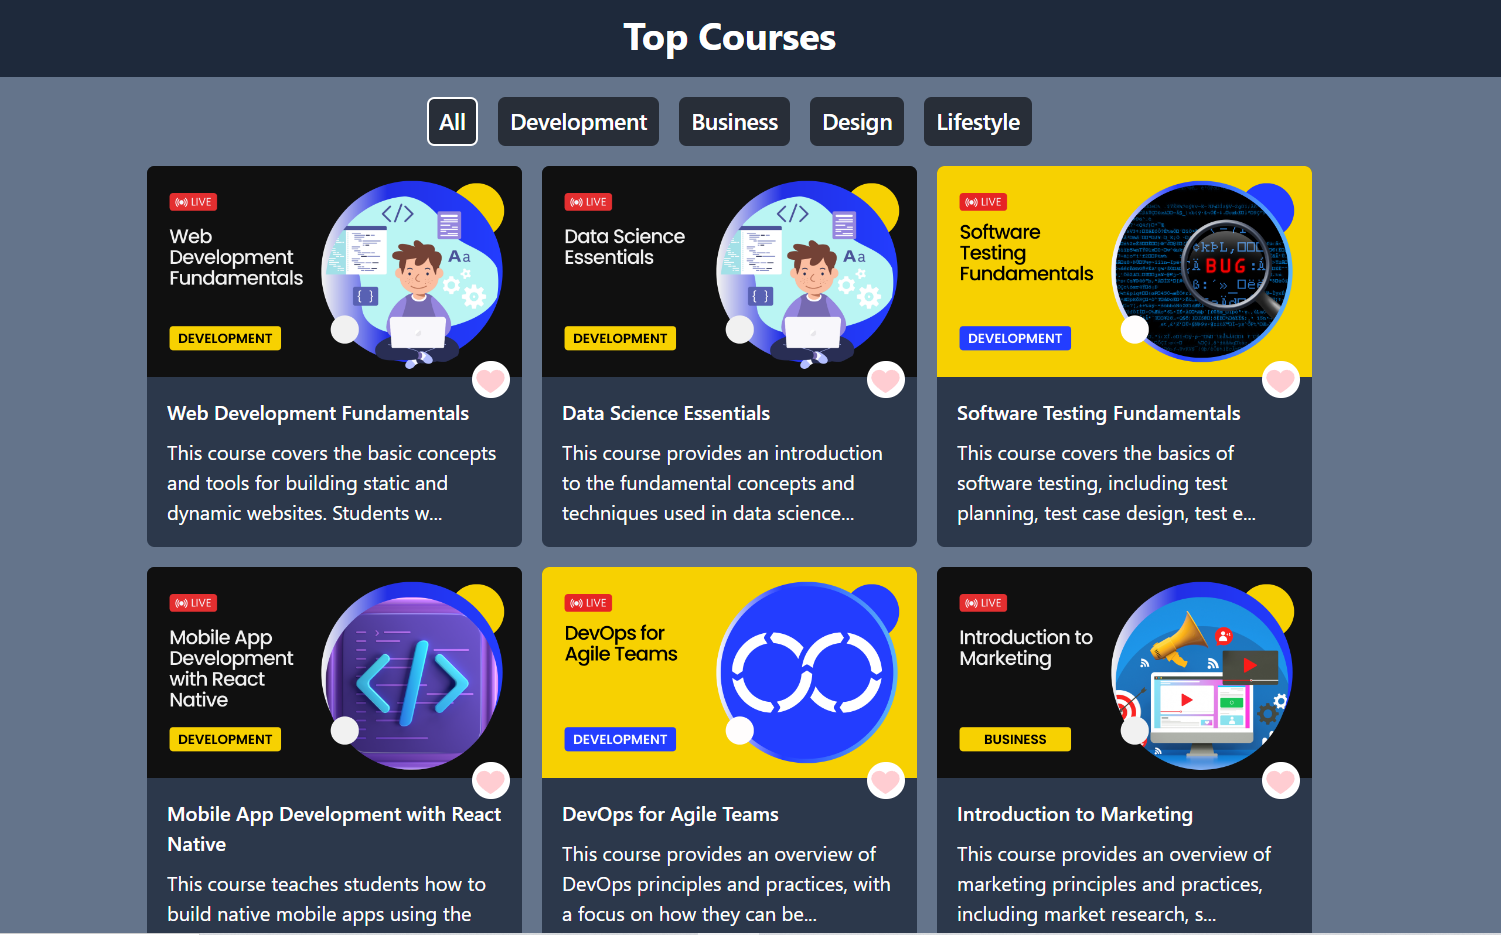 Top Courses
All
Development
Business
Design
Lifestyle
LIVE
Web
Development
Fundamentals
DEVELOPMENT
Aa
Web Development Fundamentals
This course covers the basic concepts
and tools for building static and
dynamic websites. Students w...
LIVE
Data Science
Essentials
DEVELOPMENT
Aa
Data Science Essentials
This course provides an introduction
to the fundamental concepts and
techniques used in data science...
LIVE
Software
Testing
Fundamentals
DEVELOPMENT
BUG
Software Testing Fundamentals
This course covers the basics of
software testing, including test
planning, test case design, test e...
LIVE
Mobile App
Development
with React
Native
DEVELOPMENT
</>
Mobile App Development with React
Native
This course teaches students how to
build native mobile apps using the
LIVE
DevOps for
Agile Teams
DEVELOPMENT
DevOps for Agile Teams
This course provides an overview of
DevOps principles and practices, with
a focus on how they can be...
LIVE
Introduction to
Marketing
BUSINESS
Introduction to Marketing
This course provides an overview of
marketing principles and practices,
including market research, s...